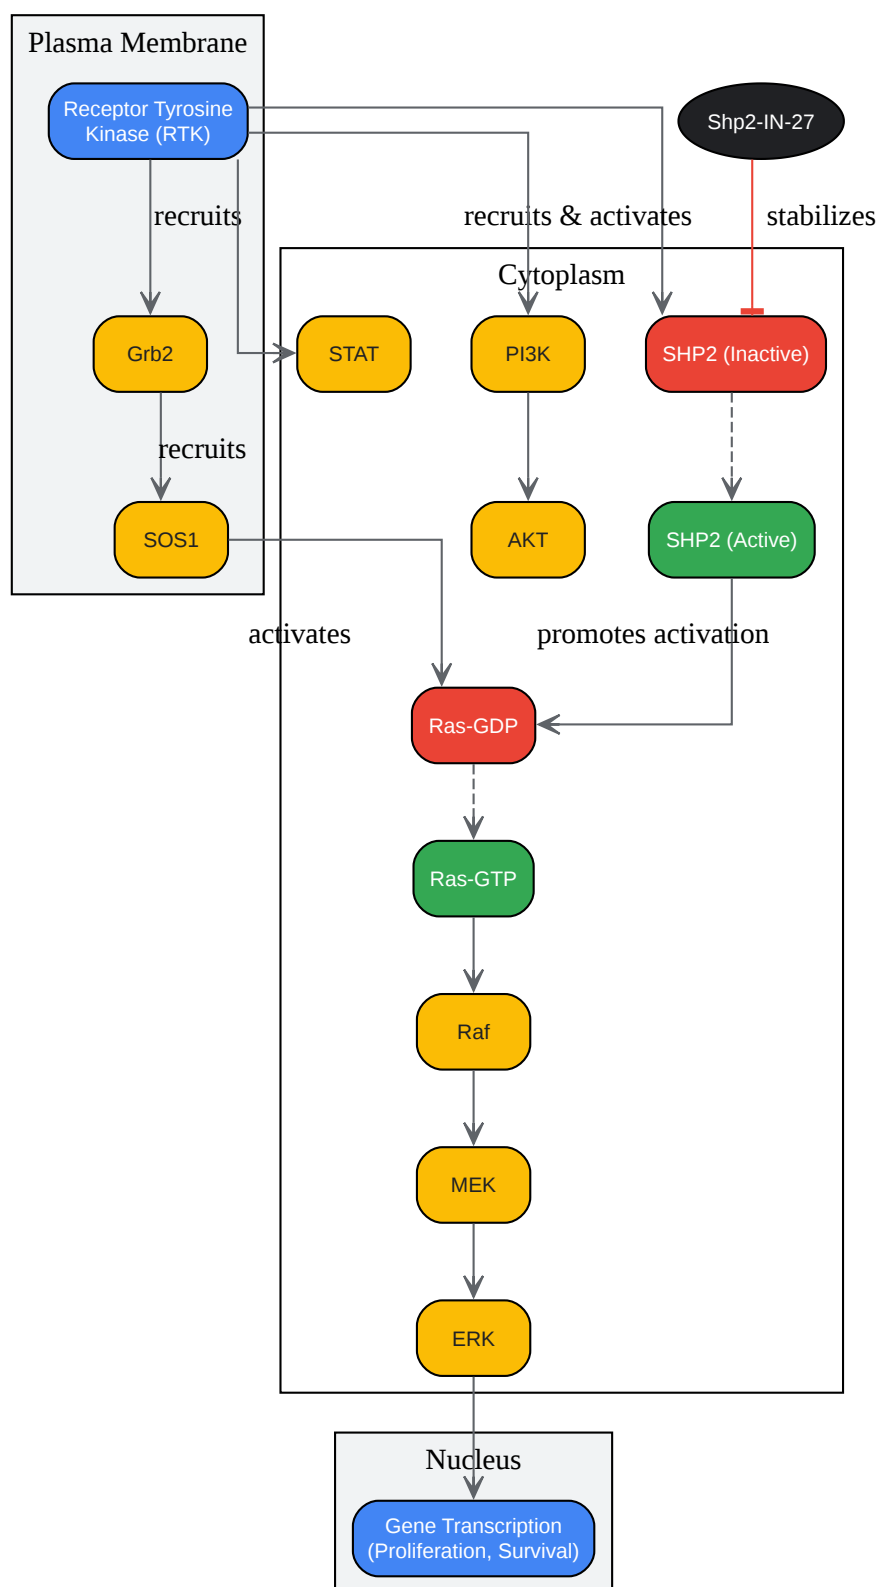 Plasma Membrane
Receptor Tyrosine
Kinase (RTK)
Shp2-IN-27
recruits
recruits & activates
stabilizes
Cytoplasm
Grb2
STAT
PI3K
SHP2 (Inactive)
recruits
SOS1
AKT
SHP2 (Active)
activates
promotes activation
Ras-GDP
Ras-GTP
Raf
MEK
ERK
Nucleus
Gene Transcription
(Proliferation, Survival)